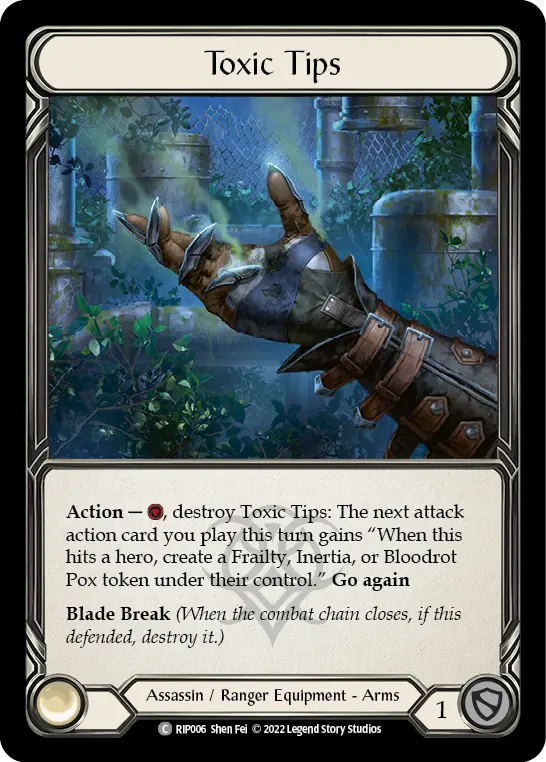 Toxic Tips
Action — , destroy Toxic Tips: The next attack
action card you play this turn gains “When this
hits a hero, create a Frailty, Inertia, or Bloodrot
Pox token under their control.” Go again
Blade Break (When the combat chain closes, if this
defended, destroy it.)
Assassin / Ranger Equipment - Arms
1
C RIP006 Shen Fei © 2022 Legend Story Studios